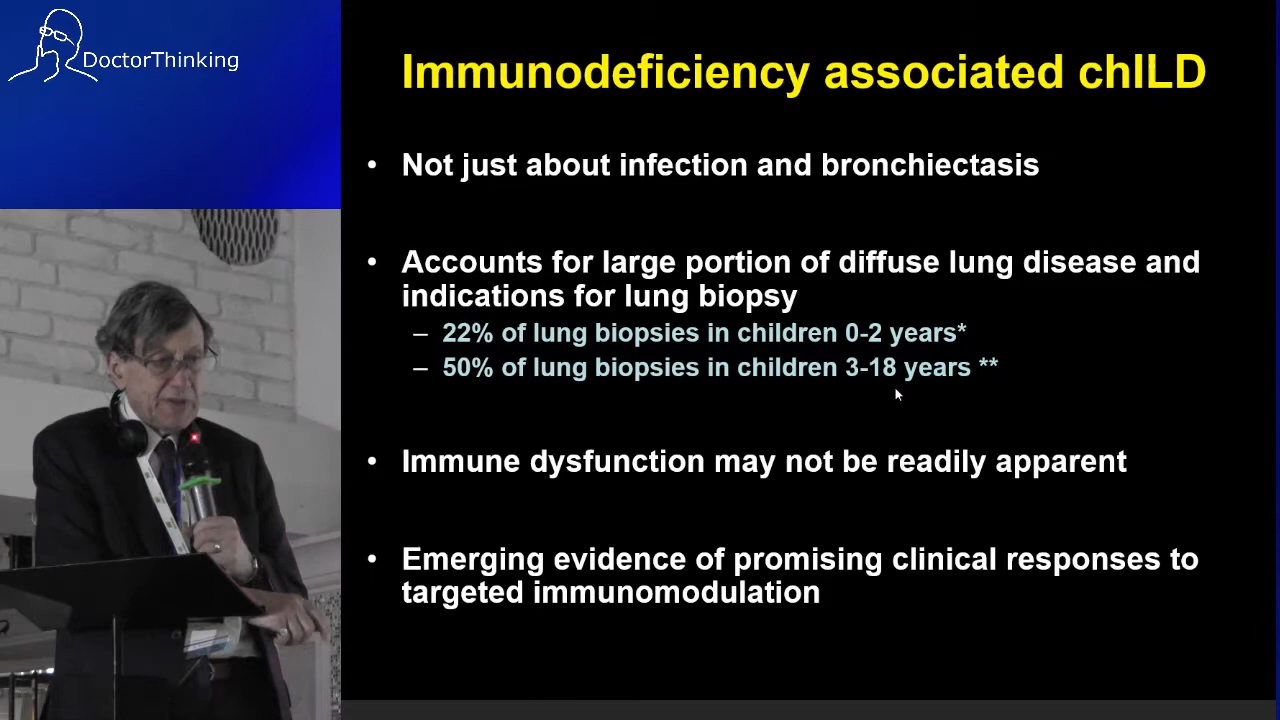 DoctorThinking
Immunodeficiency associated chILD
• Not just about infection and bronchiectasis
• Accounts for large portion of diffuse lung disease and
indications for lung biopsy
– 22% of lung biopsies in children 0-2 years*
– 50% of lung biopsies in children 3-18 years **
• Immune dysfunction may not be readily apparent
• Emerging evidence of promising clinical responses to
targeted immunomodulation